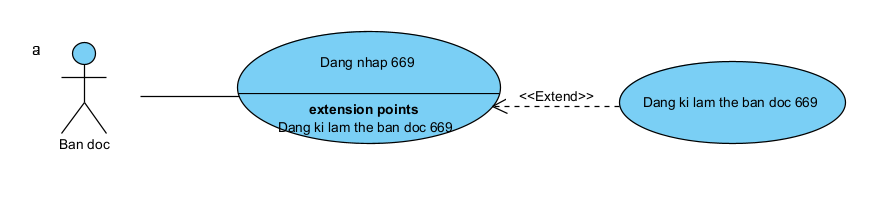 a
Ban doc
Dang nhap 669
extension points
Dang ki lam the ban doc 669
<<Extend>>
Dang ki lam the ban doc 669